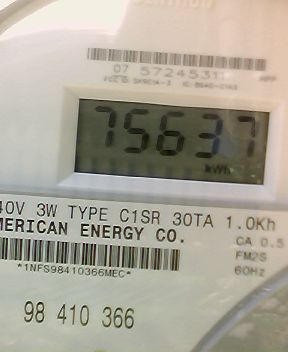 07 5724531
75637
kWh
40V 3W TYPE C1SR 30TA 1.0Kh
MERICAN ENERGY CO.
CA 0.5
*1NFS98410366MEC*
FM2S
60Hz
98 410 366